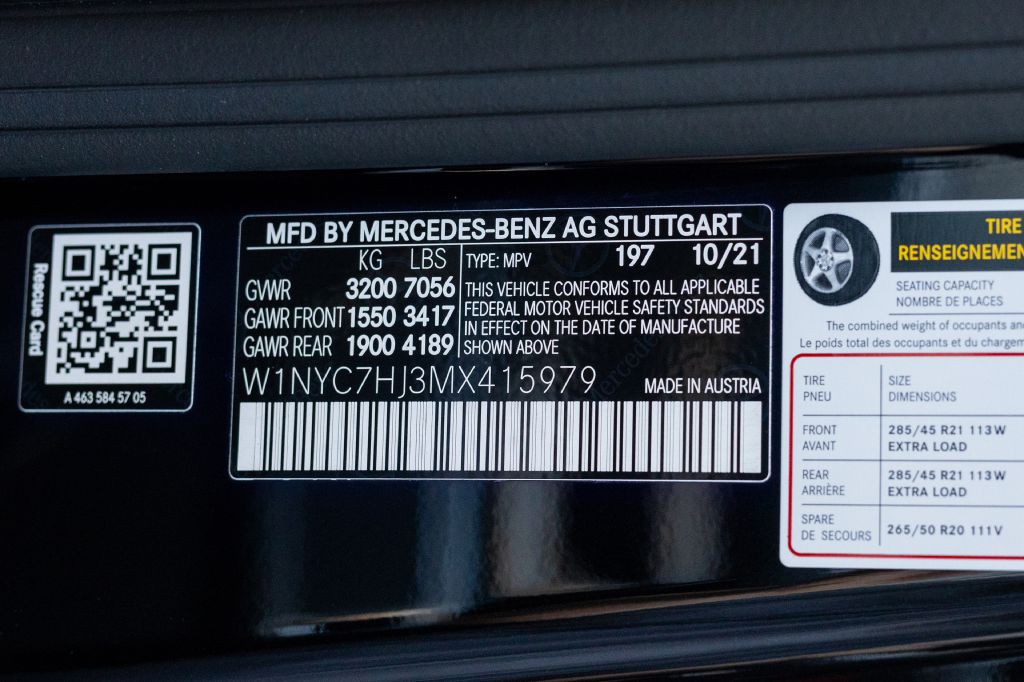 Rescue Card
A 463 584 57 05
MFD BY MERCEDES-BENZ AG STUTTGART
KG LBS
GVWR 3200 7056
GAWR FRONT 1550 3417
GAWR REAR 1900 4189
TYPE: MPV 197 10/21
THIS VEHICLE CONFORMS TO ALL APPLICABLE
FEDERAL MOTOR VEHICLE SAFETY STANDARDS
IN EFFECT ON THE DATE OF MANUFACTURE
SHOWN ABOVE
W1NYC7HJ3MX415979 MADE IN AUSTRIA
TIRE
RENSEIGNEMEN
SEATING CAPACITY
NOMBRE DE PLACES
The combined weight of occupants an
Le poids total des occupants et du chargem
TIRE SIZE
PNEU DIMENSIONS
FRONT 285/45 R21 113W
AVANT EXTRA LOAD
REAR 285/45 R21 113W
ARRIÈRE EXTRA LOAD
SPARE
DE SECOURS 265/50 R20 111V